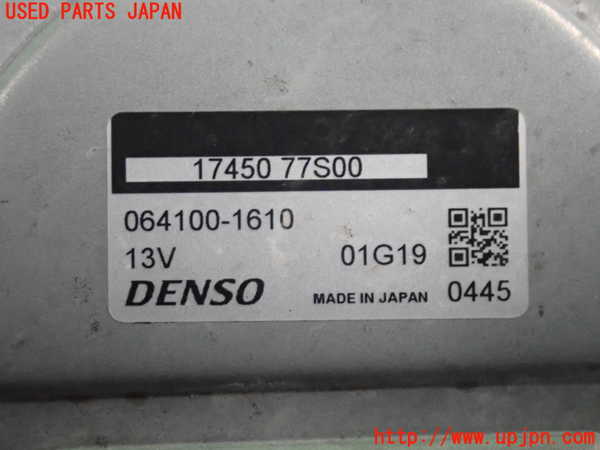 USED PARTS JAPAN
17450 77S00
064100-1610
13V 01G19
DENSO MADE IN JAPAN 0445
http://www.upjpn.com/